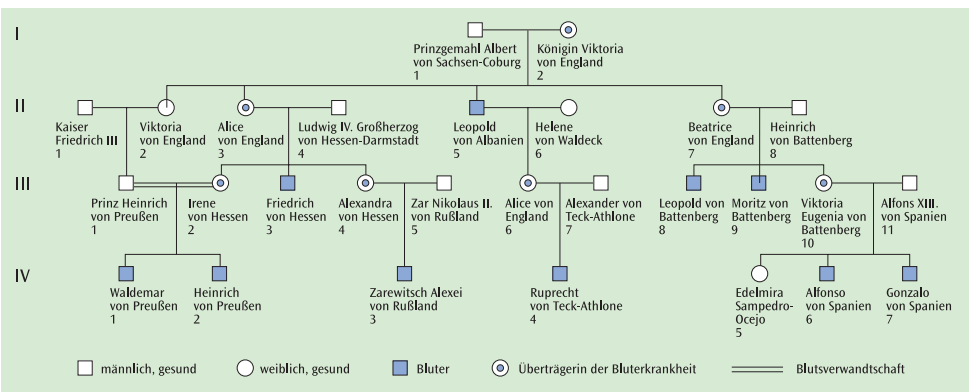 I
Prinzgemahl Albert
von Sachsen-Coburg
1
Königin Viktoria
von England
2
II
Kaiser
Friedrich III
1
Viktoria
von England
2
Alice
von England
3
Ludwig IV. Großherzog
von Hessen-Darmstadt
4
Leopold
von Albanien
5
Helene
von Waldeck
6
Beatrice
von England
7
Heinrich
von Battenberg
8
III
Prinz Heinrich
von Preußen
1
Irene
von Hessen
2
Friedrich
von Hessen
3
Alexandra
von Hessen
4
Zar Nikolaus II.
von Rußland
5
Alice von
England
6
Alexander von
Teck-Athlone
7
Leopold von
Battenberg
8
Moritz von
Battenberg
9
Viktoria
Eugenia von
Battenberg
10
Alfons XIII.
von Spanien
11
IV
Waldemar
von Preußen
1
Heinrich
von Preußen
2
Zarewitsch Alexei
von Rußland
3
Ruprecht
von Teck-Athlone
4
Edelmira
Sampedro-
Ocejo
5
Alfonso
von Spanien
6
Gonzalo
von Spanien
7
männlich, gesund
weiblich, gesund
Bluter
Überträgerin der Bluterkrankheit
Blutsverwandtschaft